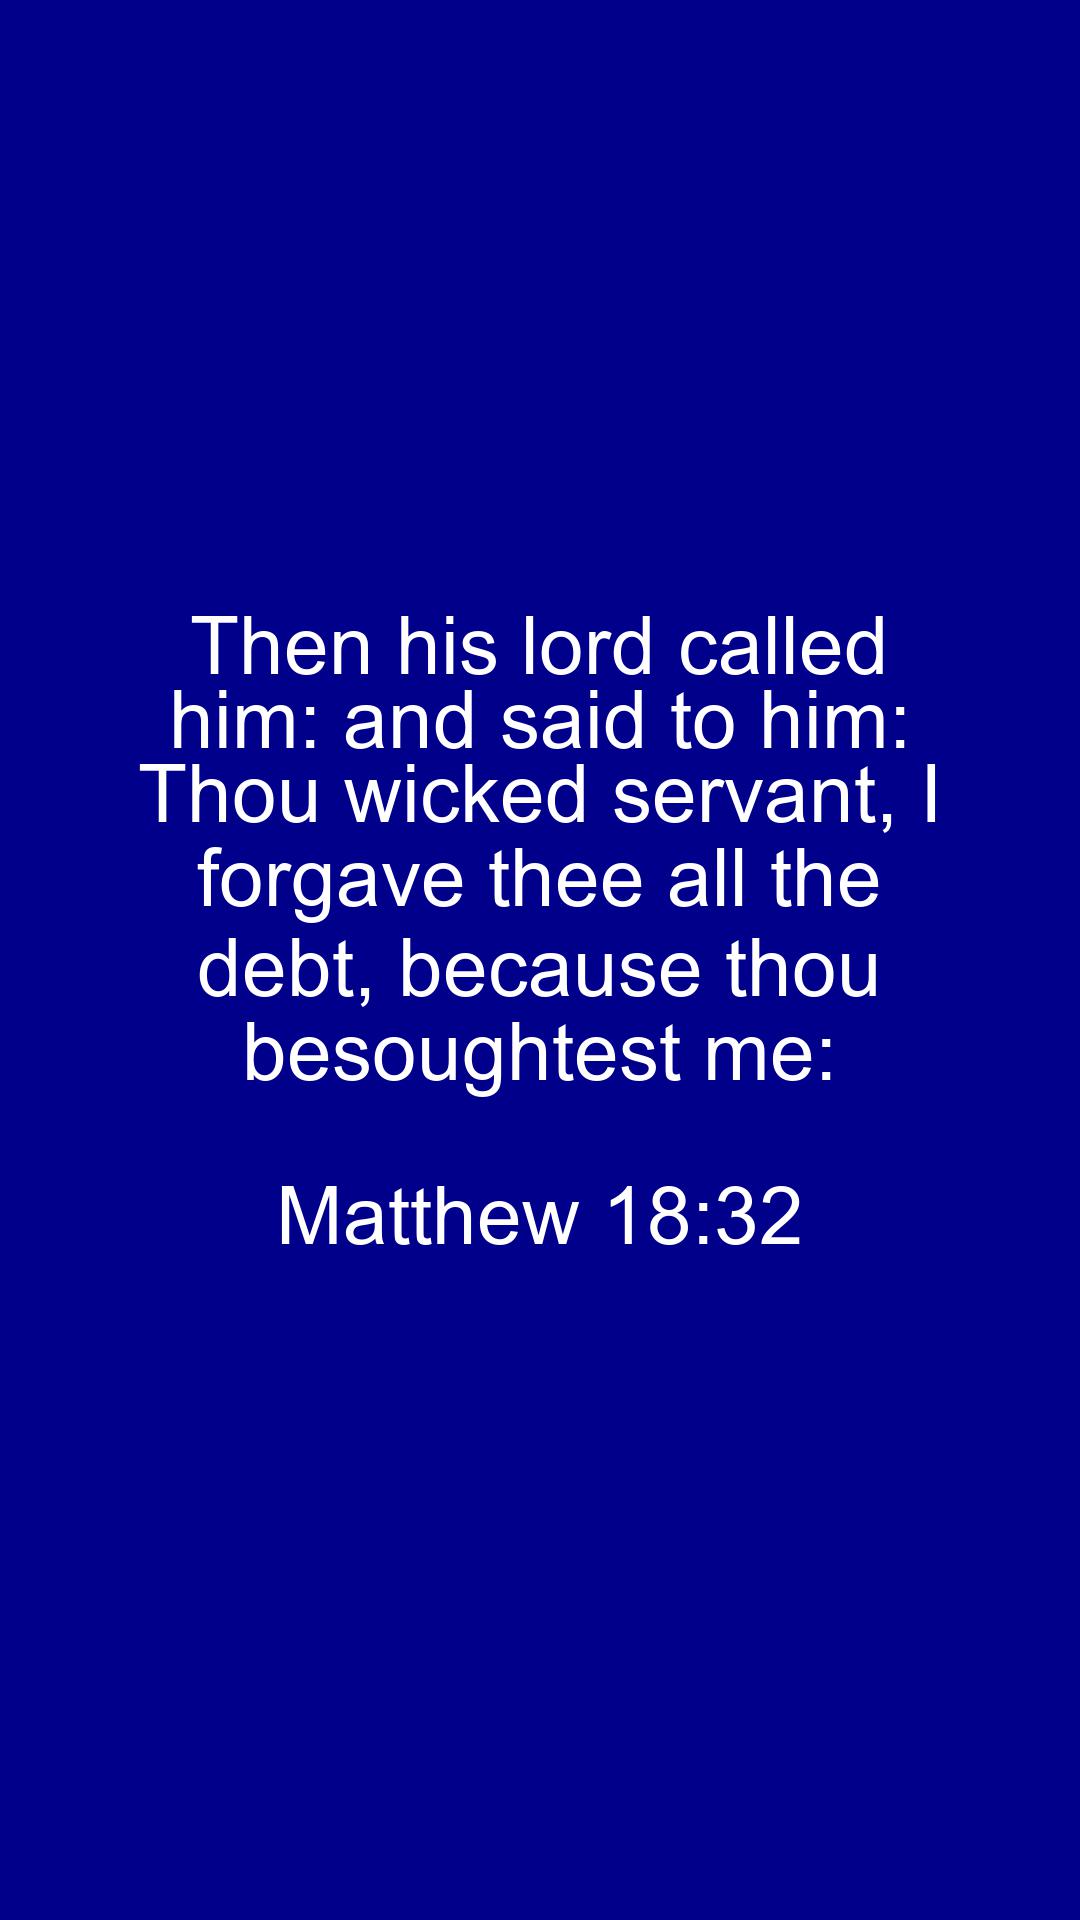 Then his lord called
him: and said to him:
Thou wicked servant, I
forgave thee all the
debt, because thou
besoughtest me:
Matthew 18:32